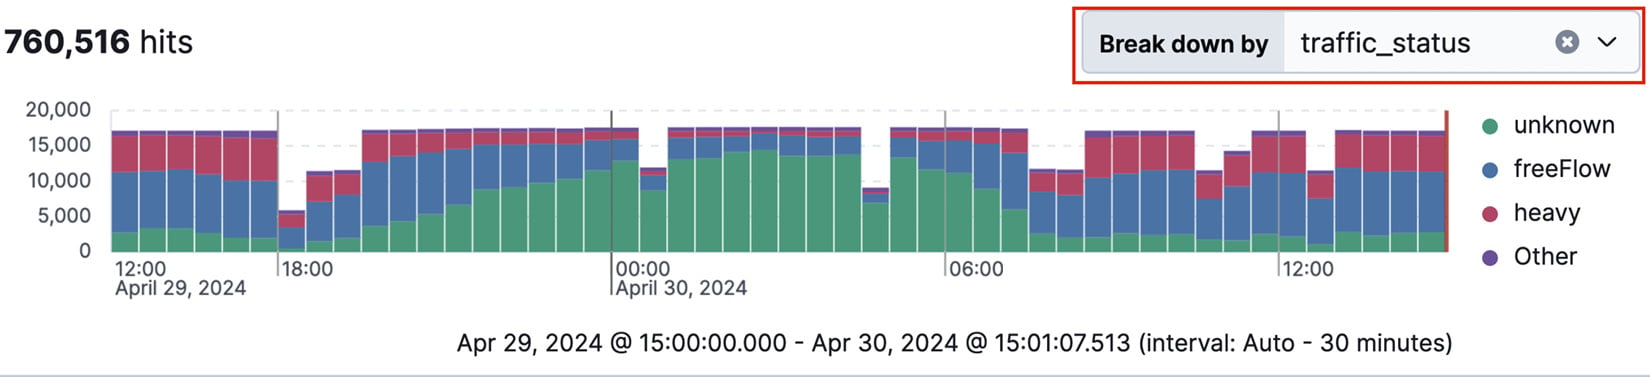 760,516 hits
Break down by traffic_status
20,000
15,000
10,000
5,000
0
12:00 18:00 00:00 06:00 12:00
April 29, 2024 April 30, 2024
unknown
freeFlow
heavy
Other
Apr 29, 2024 @ 15:00:00.000 - Apr 30, 2024 @ 15:01:07.513 (interval: Auto - 30 minutes)